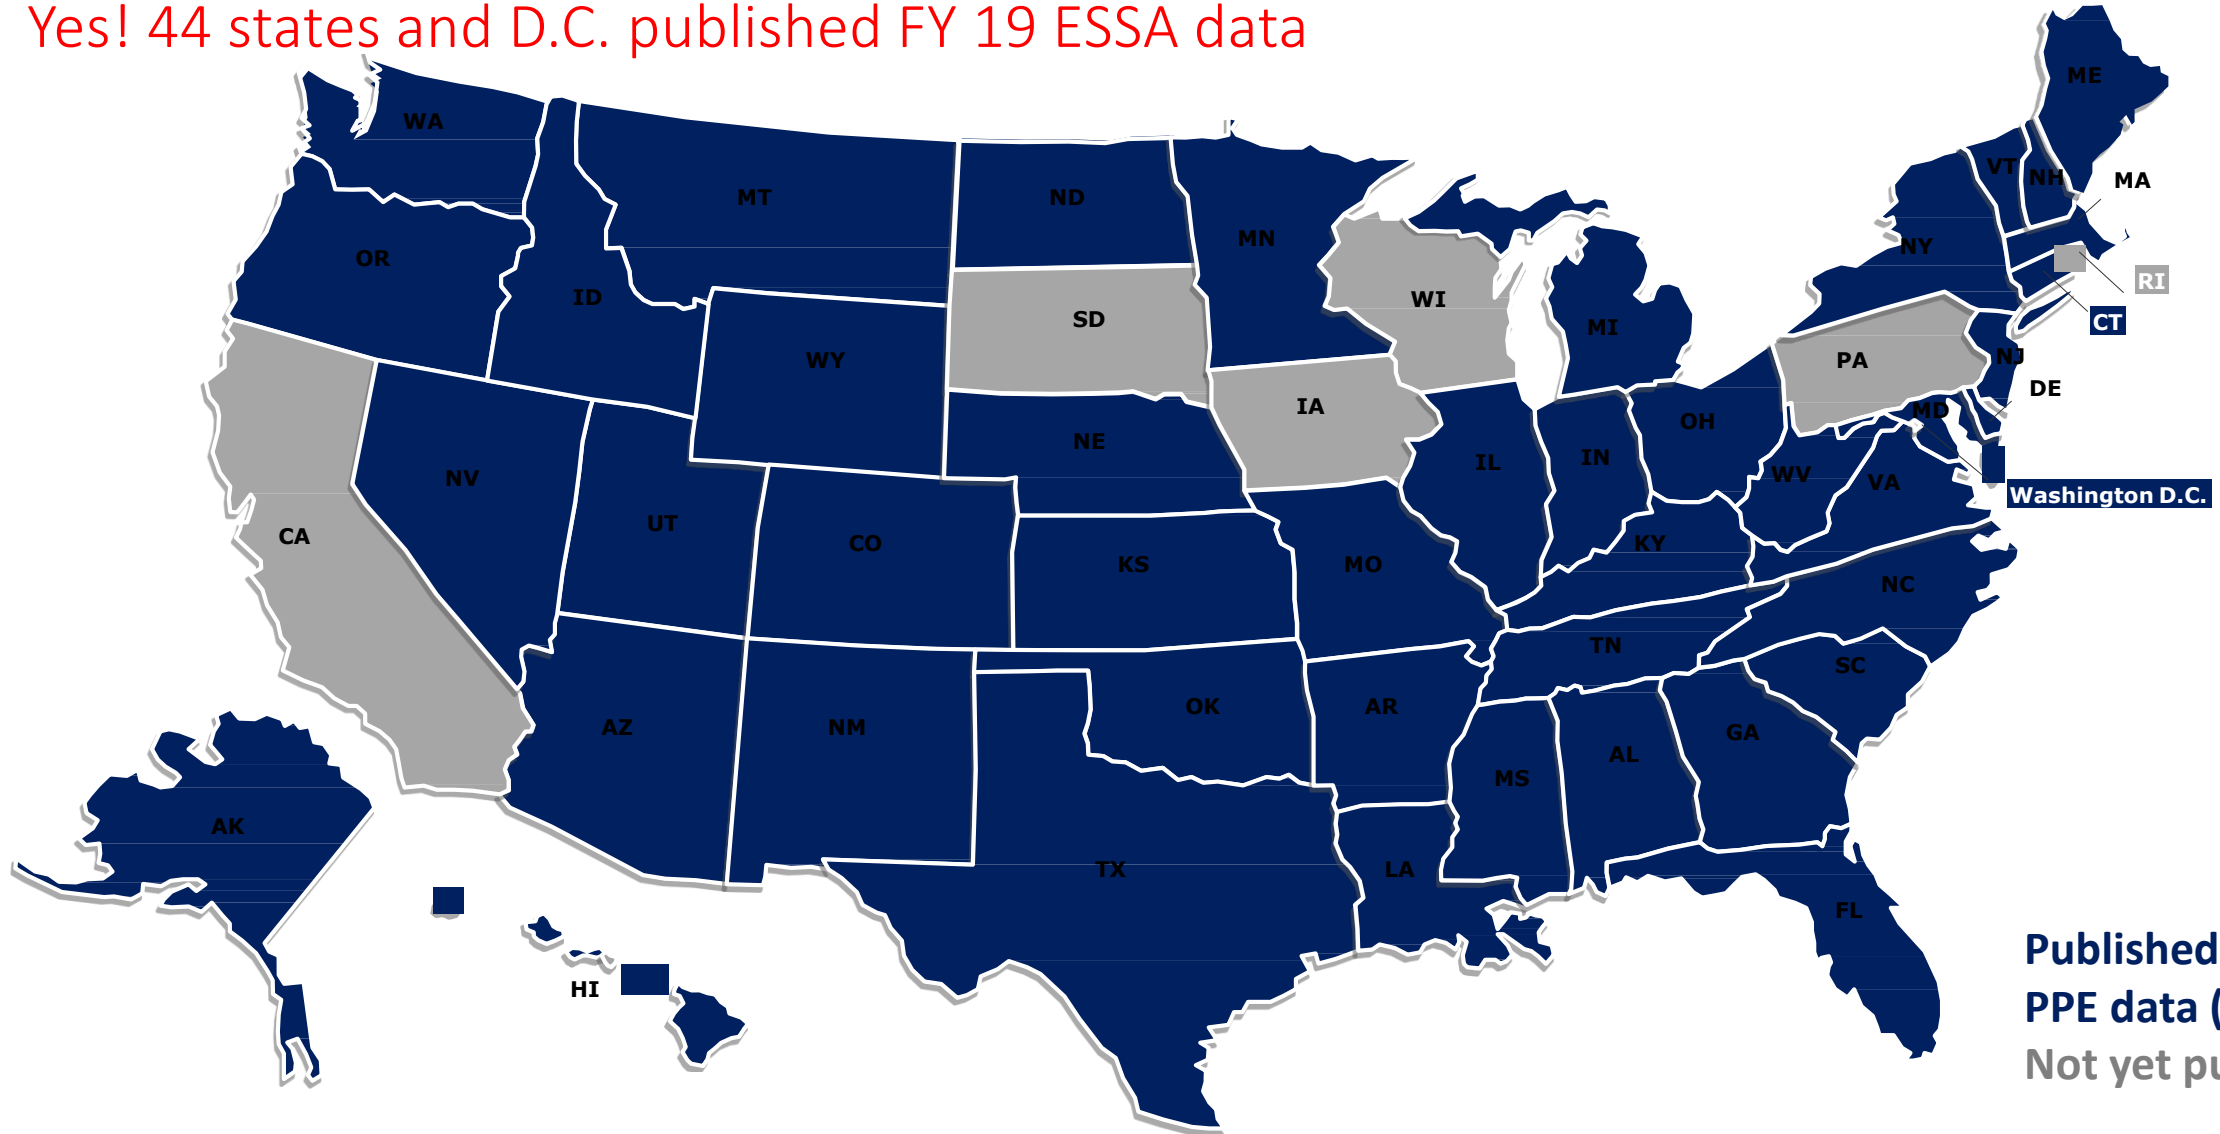 Yes! 44 states and D.C. published FY 19 ESSA data
ME
WA
VT
NH
MA
MT
ND
MN
NY
OR
ID
WI
RI
SD
MI
CT
WY
PA
NJ
DE
IA
MD
OH
NE
IL
IN
WV
VA
NV
Washington D.C.
UT
CO
KS
MO
KY
CA
NC
TN
SC
AZ
NM
OK
AR
GA
AL
MS
AK
TX
LA
FL
HI
Published
PPE data (
Not yet